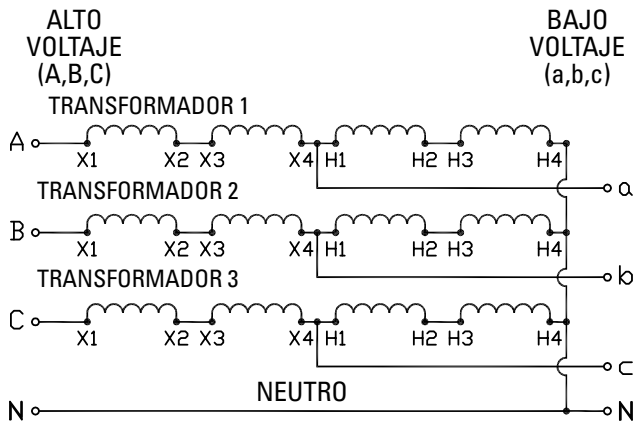 ALTO BAJO
VOLTAJE VOLTAJE
(A,B,C) (a,b,c)
TRANSFORMADOR 1
A
X1 X2 X3 X4 H1 H2 H3 H4
a
TRANSFORMADOR 2
B
X1 X2 X3 X4 H1 H2 H3 H4
b
TRANSFORMADOR 3
C
X1 X2 X3 X4 H1 H2 H3 H4
c
NEUTRO
N N